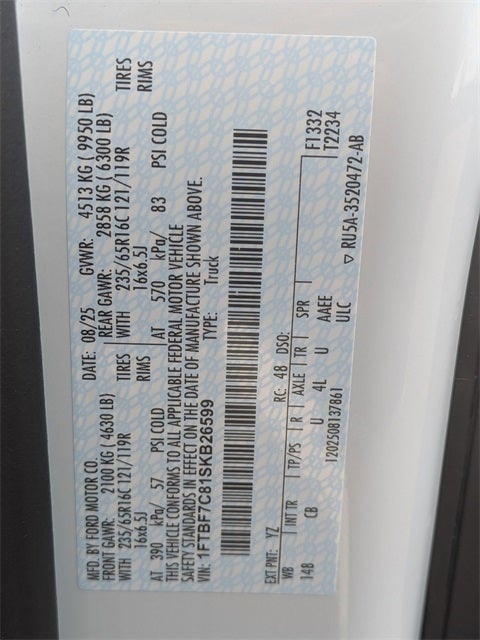 MFD. BY FORD MOTOR CO.
DATE: 08/25 GVWR: 4513 KG ( 9950 LB)
FRONT GAWR: 2100 KG ( 4630 LB) REAR GAWR: 2858 KG ( 6300 LB)
WITH 235/65R16C 121/119R TIRES WITH 235/65R16C 121/119R TIRES
16x6.5J RIMS 16x6.5J RIMS
AT 390 kPa/ 57 PSI COLD AT 570 kPa/ 83 PSI COLD
THIS VEHICLE CONFORMS TO ALL APPLICABLE FEDERAL MOTOR VEHICLE
SAFETY STANDARDS IN EFFECT ON THE DATE OF MANUFACTURE SHOWN ABOVE.
VIN: 1FTBF7C81SKB26599 TYPE: Truck
EXT PNT: YZ RC: 48 DSO: F1332
WB INT TR TP/PS R AXLE TR SPR T2234
148 CB U 4L U AAEE
1202508137861 ULC
▽ RU5A-3520472-AB